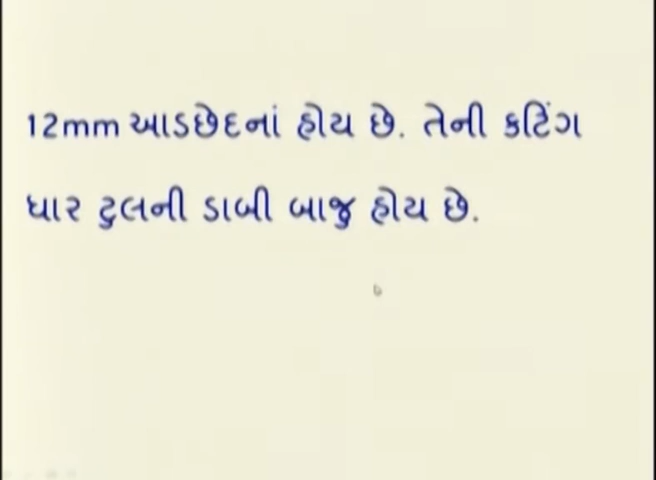 12mm આડછેદનાં હોય છે. તેની કટિંગ
ધાર ટુલની ડાબી બાજુ હોય છે.